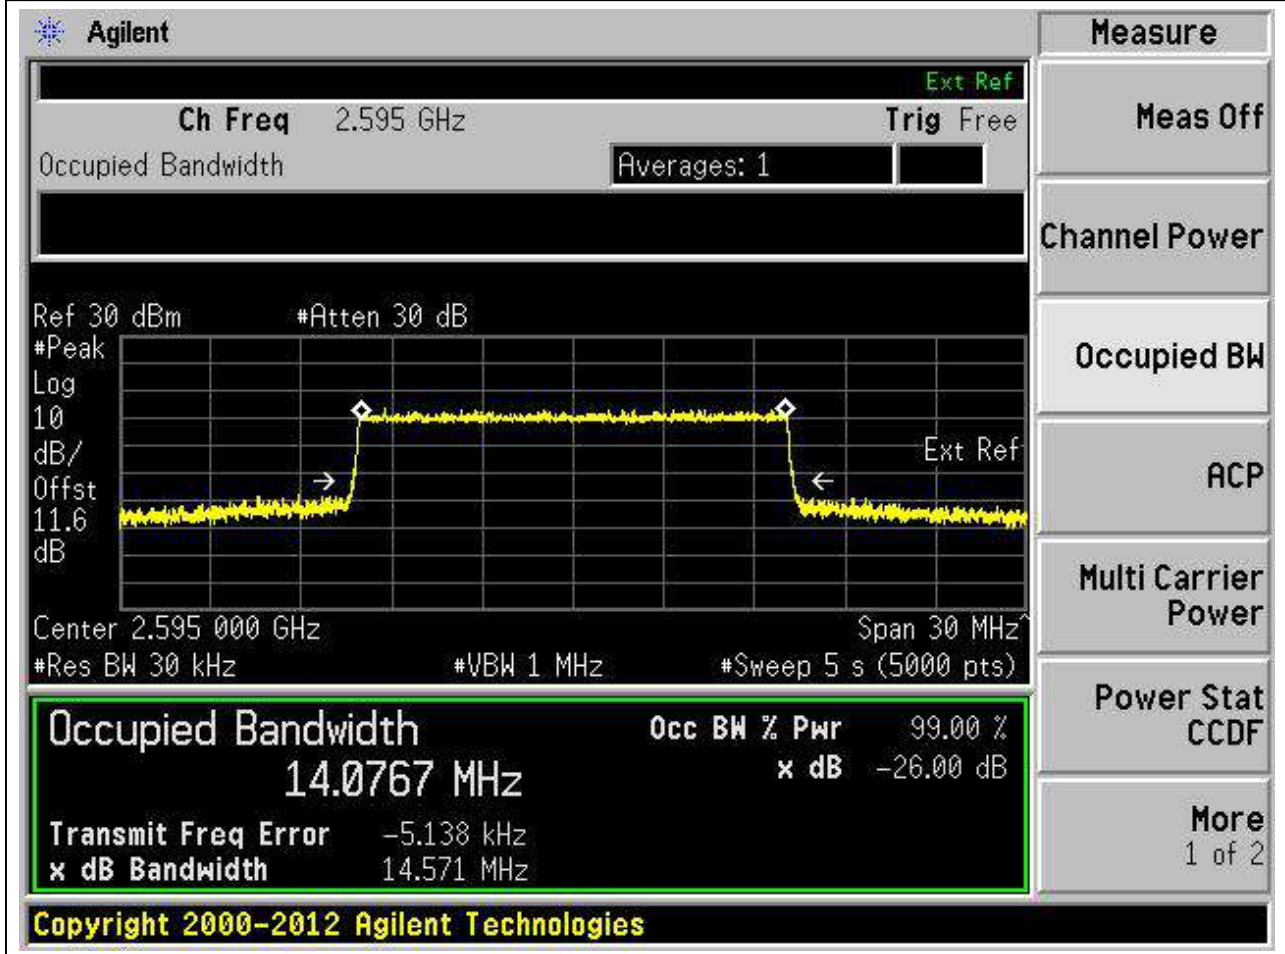 Agilent
Measure
Ext Ref
Ch Freq 2.595 GHz Trig Free
Meas Off
Occupied Bandwidth Averages: 1
Channel Power
Ref 30 dBm #Atten 30 dB
#Peak
Log
10
dB/
Offst
11.6
dB
Ext Ref
Occupied BW
ACP
Center 2.595 000 GHz Span 30 MHz^
#Res BW 30 kHz #VBW 1 MHz #Sweep 5 s (5000 pts)
Multi Carrier
Power
Occupied Bandwidth Occ BW % Pwr 99.00 %
14.0767 MHz x dB -26.00 dB
Transmit Freq Error -5.138 kHz
x dB Bandwidth 14.571 MHz
Power Stat
CCDF
More
1 of 2
Copyright 2000-2012 Agilent Technologies